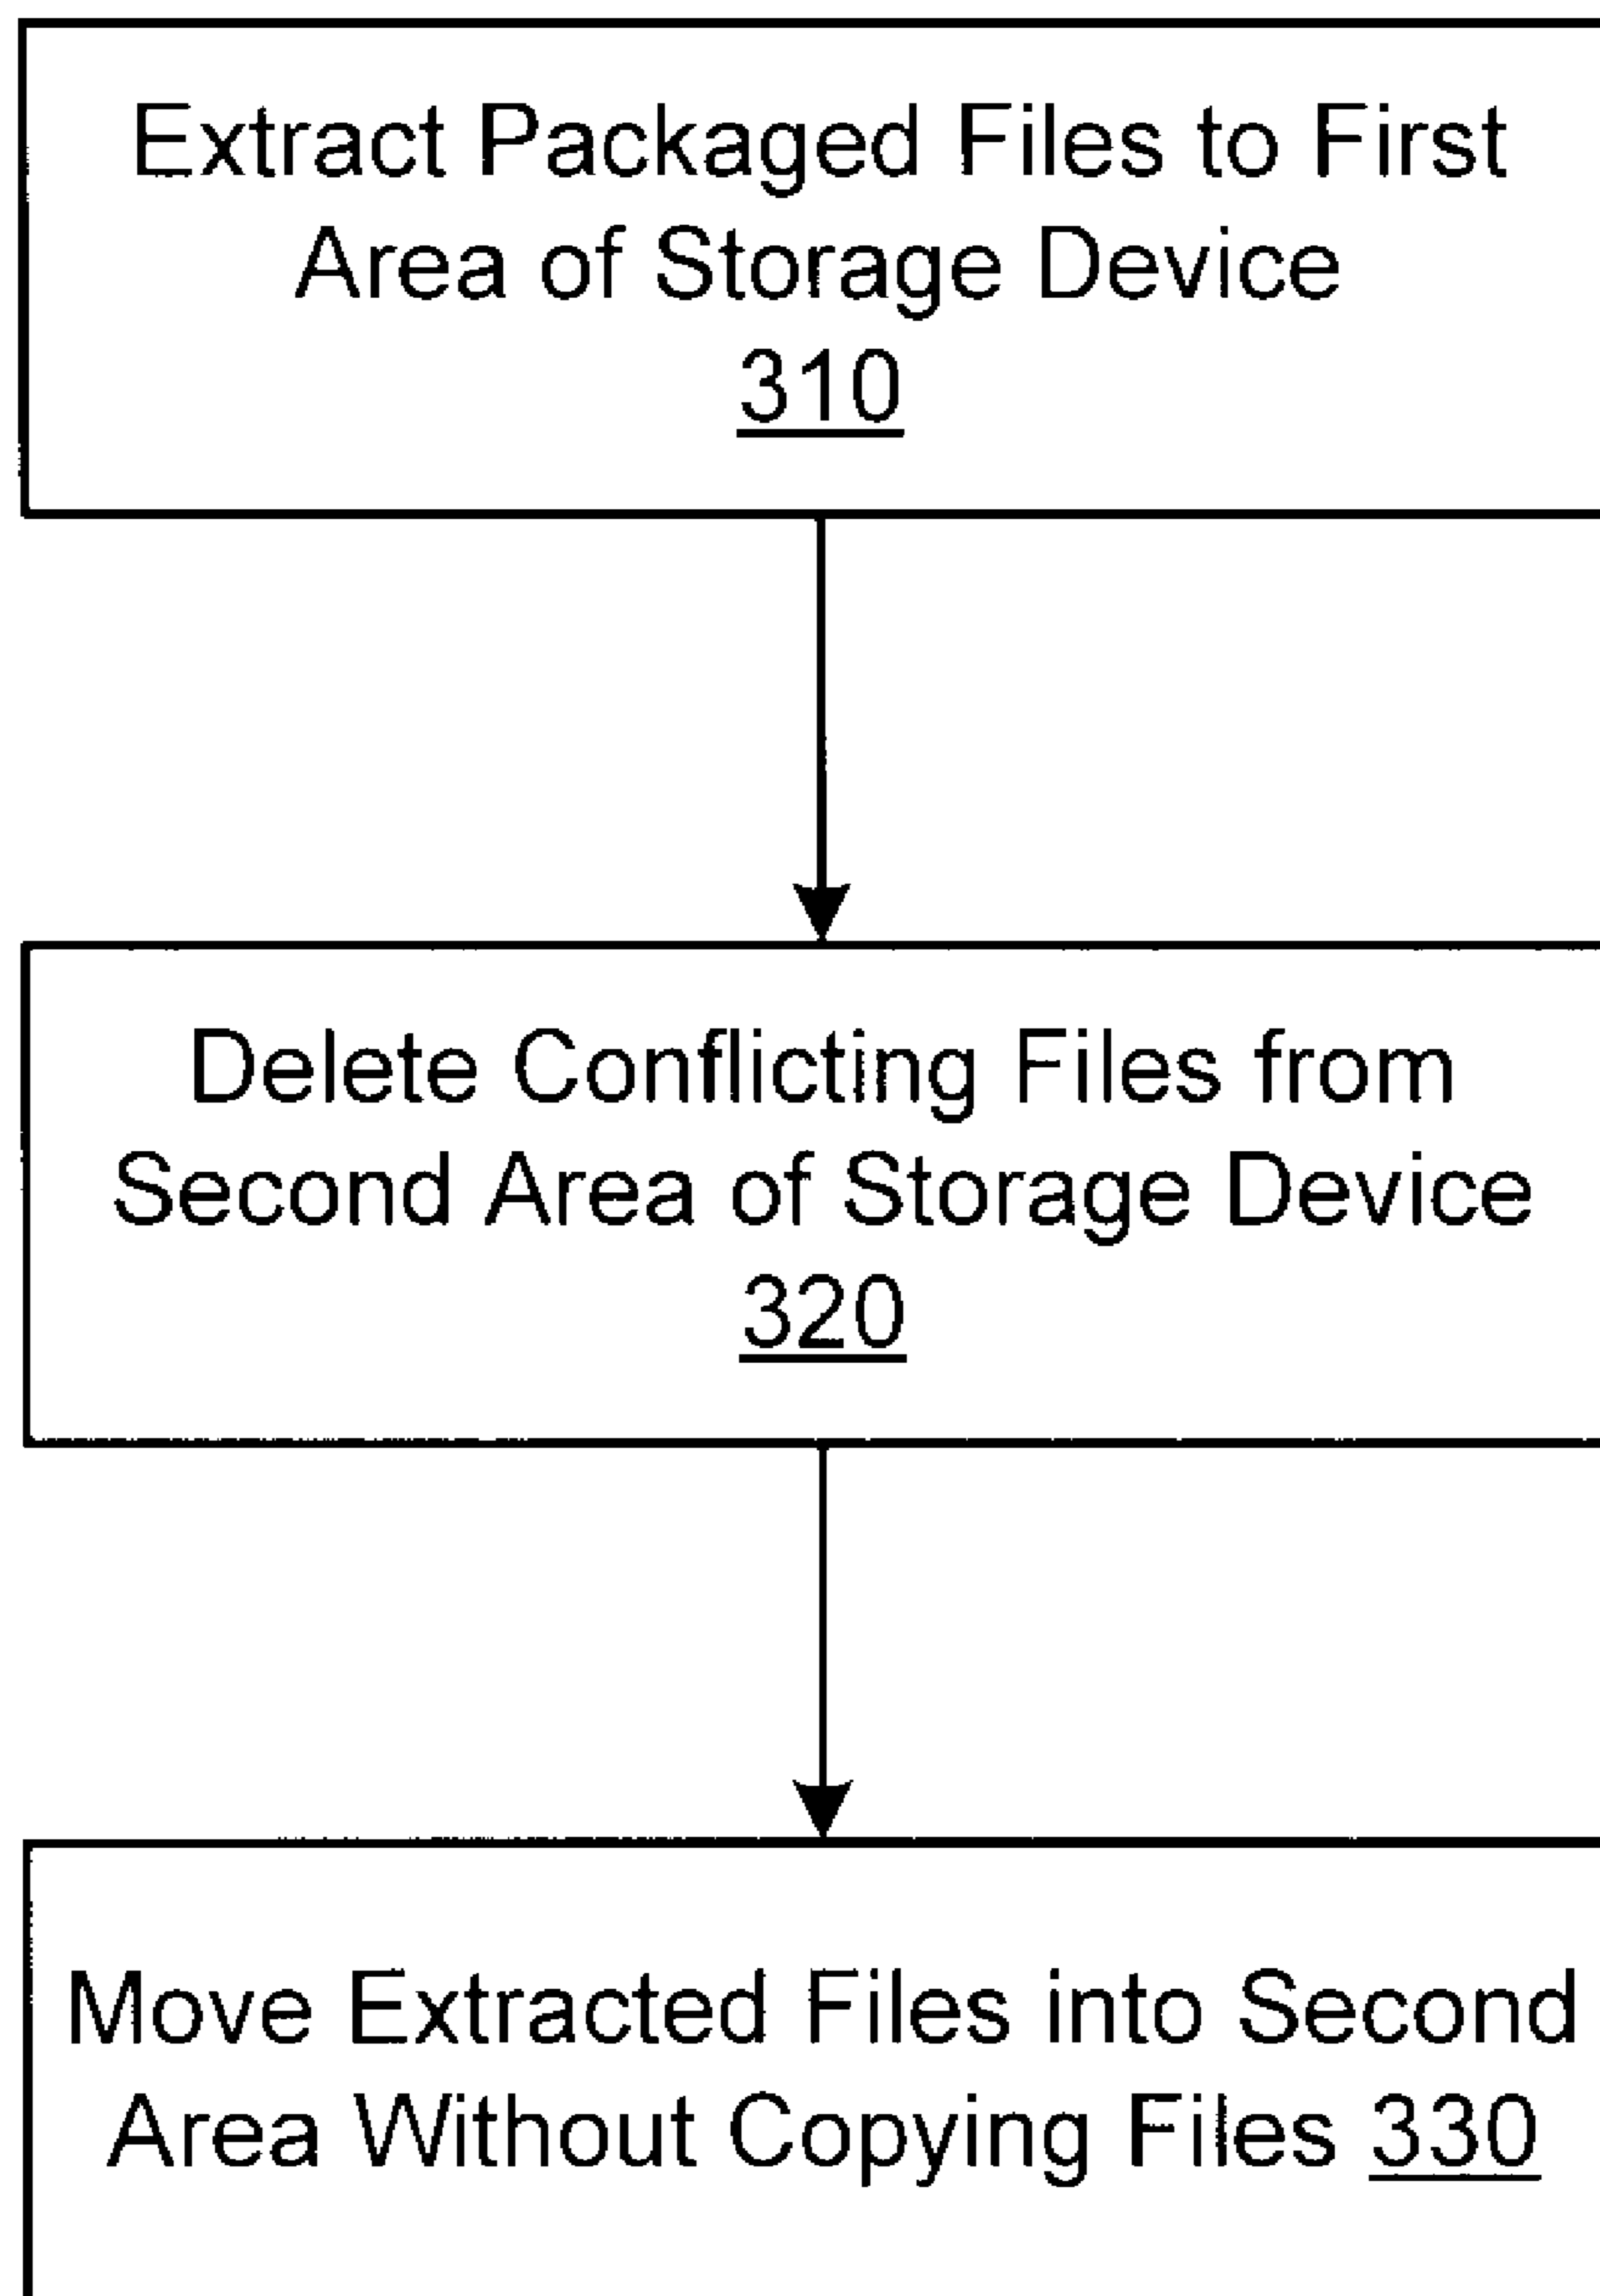 Extract Packaged Files to First
Area of Storage Device
310
Delete Conflicting Files from
Second Area of Storage Device
320
Move Extracted Files into Second
Area Without Copying Files 330